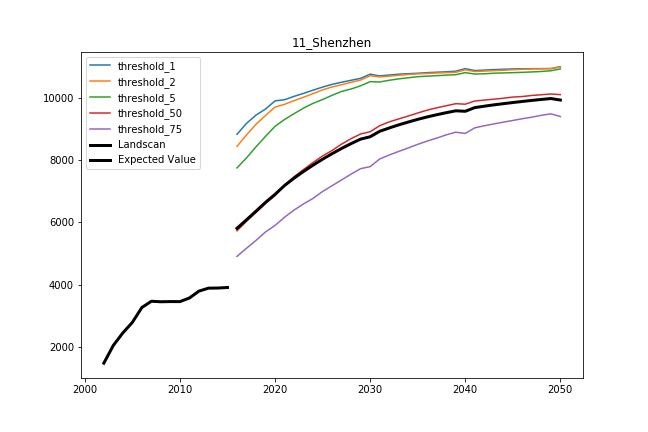 11_Shenzhen
threshold_1
threshold_2
threshold_5
threshold_50
threshold_75
Landscan
Expected Value
10000
8000
6000
4000
2000
2000 2010 2020 2030 2040 2050